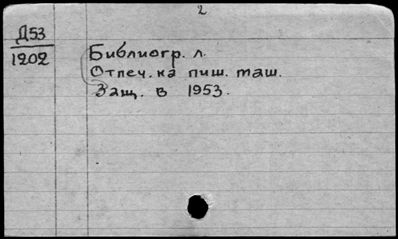 2
Д53
1202
Библиогр. л.
Отпеч. на пиш. маш.
Защ. в 1953.